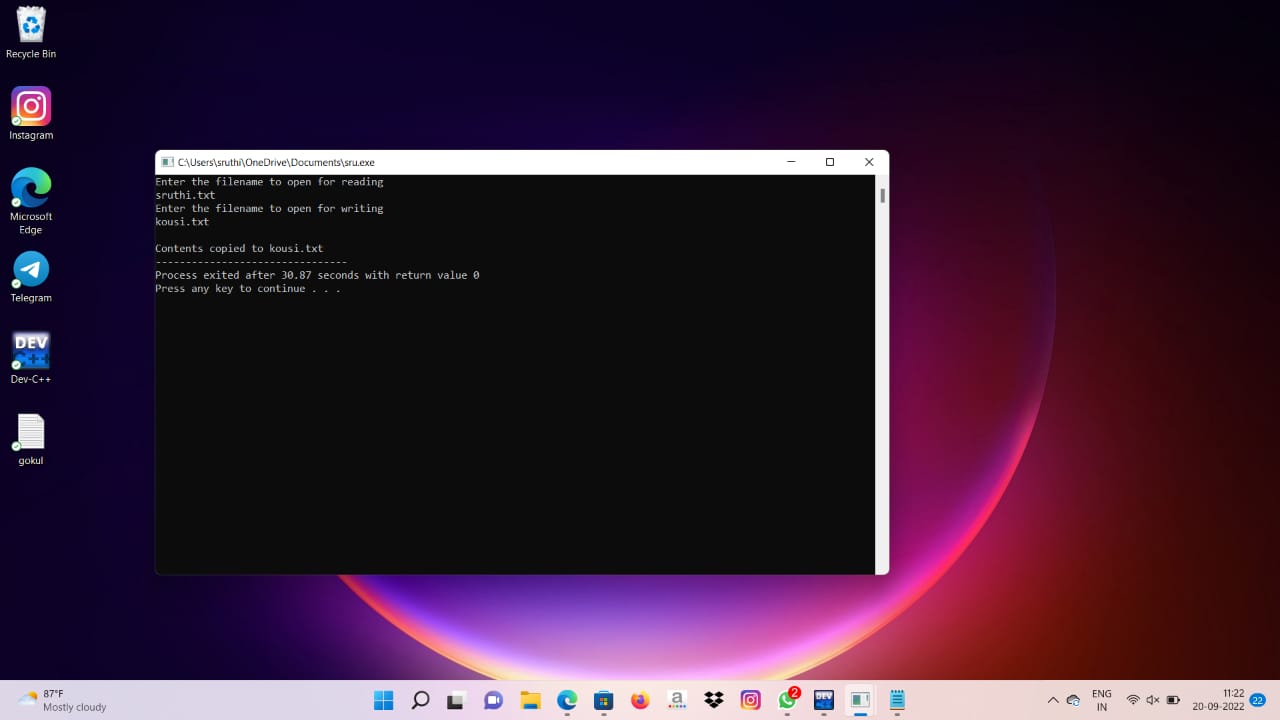 Recycle Bin
Instagram
Microsoft
Edge
Telegram
DEV
C++
Dev-C++
gokul
C:\Users\sruthi\OneDrive\Documents\sru.exe
Enter the filename to open for reading
sruthi.txt
Enter the filename to open for writing
kousi.txt
Contents copied to kousi.txt
--------------------------------
Process exited after 30.87 seconds with return value 0
Press any key to continue . . .
87°F
Mostly cloudy
a
2
DEV
ENG
IN
11:22
20-09-2022
22